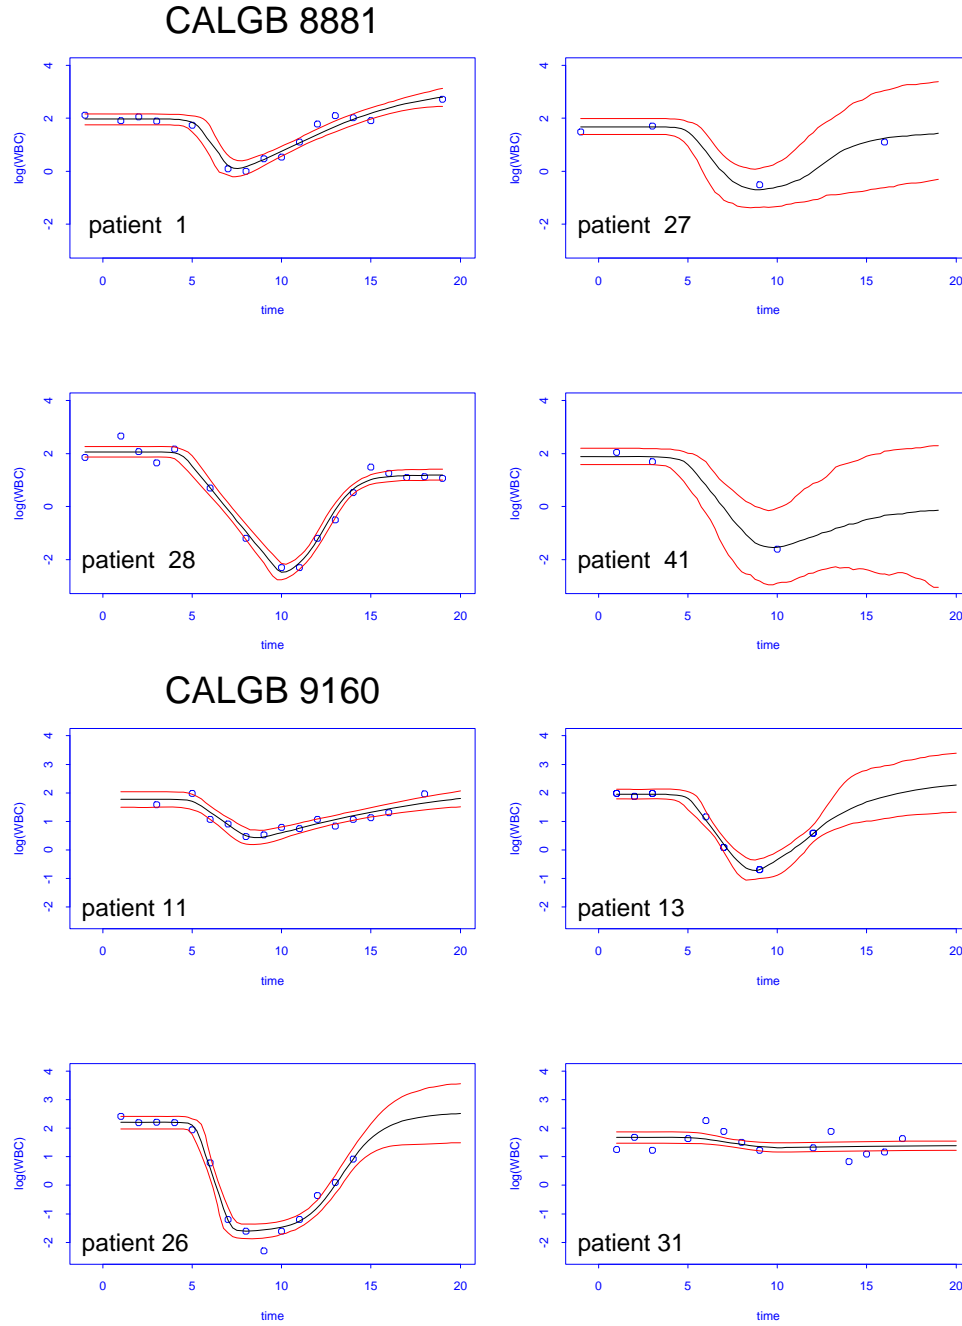 CALGB 8881
4
2
0
-2
log(WBC)
patient 1
0 5 10 15 20
time
4
2
0
-2
log(WBC)
patient 27
0 5 10 15 20
time
4
2
0
-2
log(WBC)
patient 28
0 5 10 15 20
time
4
2
0
-2
log(WBC)
patient 41
0 5 10 15 20
time
CALGB 9160
4
3
2
1
0
-1
-2
log(WBC)
patient 11
0 5 10 15 20
time
4
3
2
1
0
-1
-2
log(WBC)
patient 13
0 5 10 15 20
time
4
3
2
1
0
-1
-2
log(WBC)
patient 26
0 5 10 15 20
time
4
3
2
1
0
-1
-2
log(WBC)
patient 31
0 5 10 15 20
time